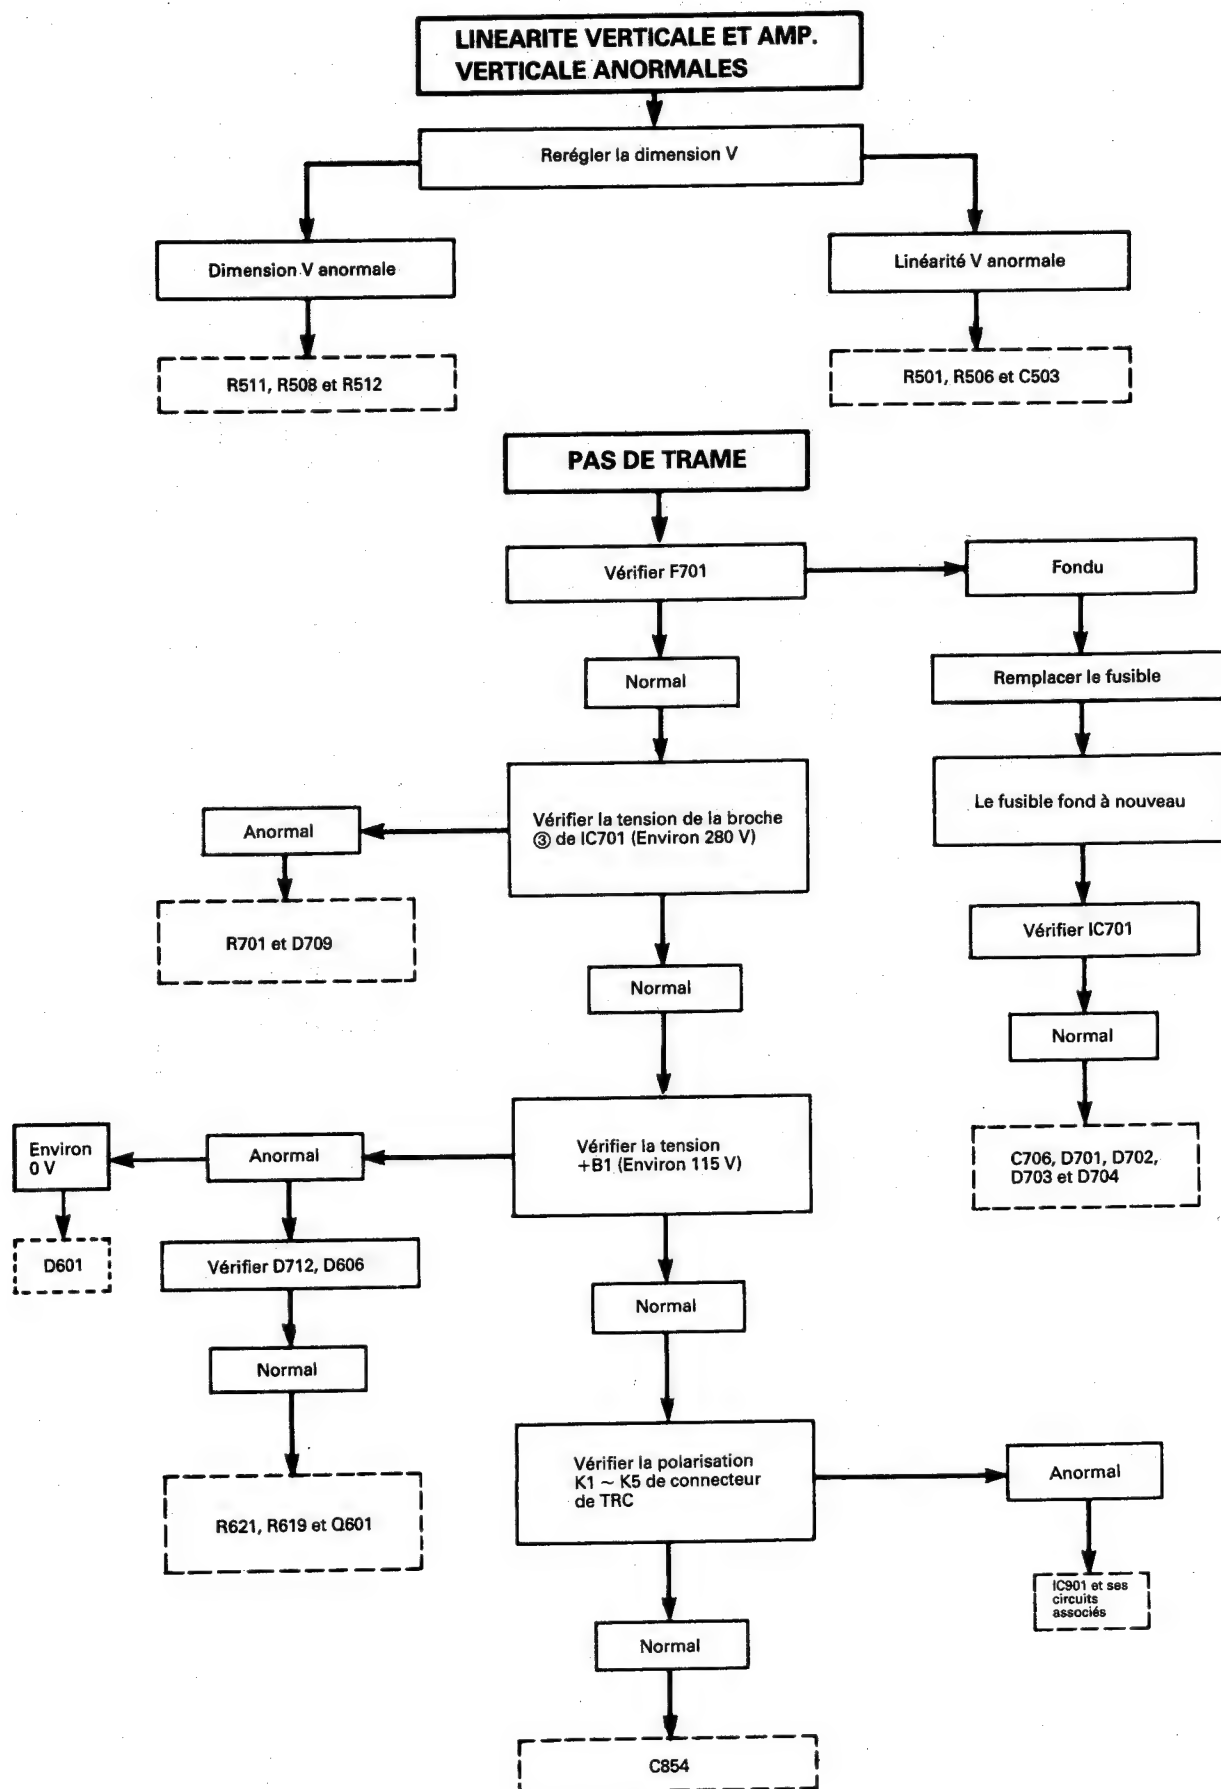 LINEARITE VERTICALE ET AMP.
VERTICALE ANORMALES
Rerégler la dimension V
Dimension V anormale
Linéarité V anormale
R511, R508 et R512
R501, R506 et C503
PAS DE TRAME
Vérifier F701
Fondu
Normal
Remplacer le fusible
Vérifier la tension de la broche
③ de IC701 (Environ 280 V)
Anormal
Le fusible fond à nouveau
R701 et D709
Vérifier IC701
Normal
Normal
Vérifier la tension
+B1 (Environ 115 V)
Anormal
Environ
0 V
C706, D701, D702,
D703 et D704
D601
Vérifier D712, D606
Normal
Normal
Vérifier la polarisation
K1 ~ K5 de connecteur
de TRC
Anormal
R621, R619 et Q601
IC901 et ses
circuits
associés
Normal
C854